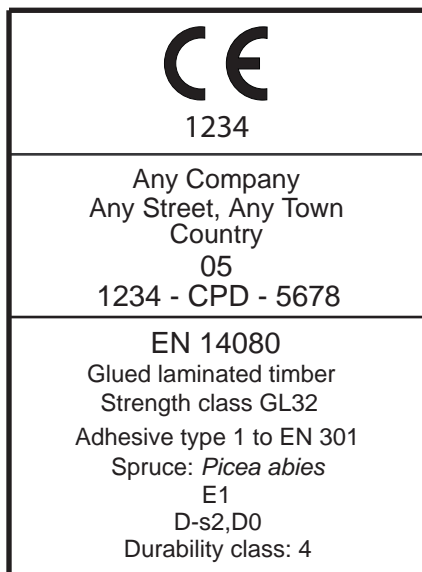 CE
1234
Any Company
Any Street, Any Town
Country
05
1234 - CPD - 5678
EN 14080
Glued laminated timber
Strength class GL32
Adhesive type 1 to EN 301
Spruce: Picea abies
E1
D-s2,D0
Durability class: 4